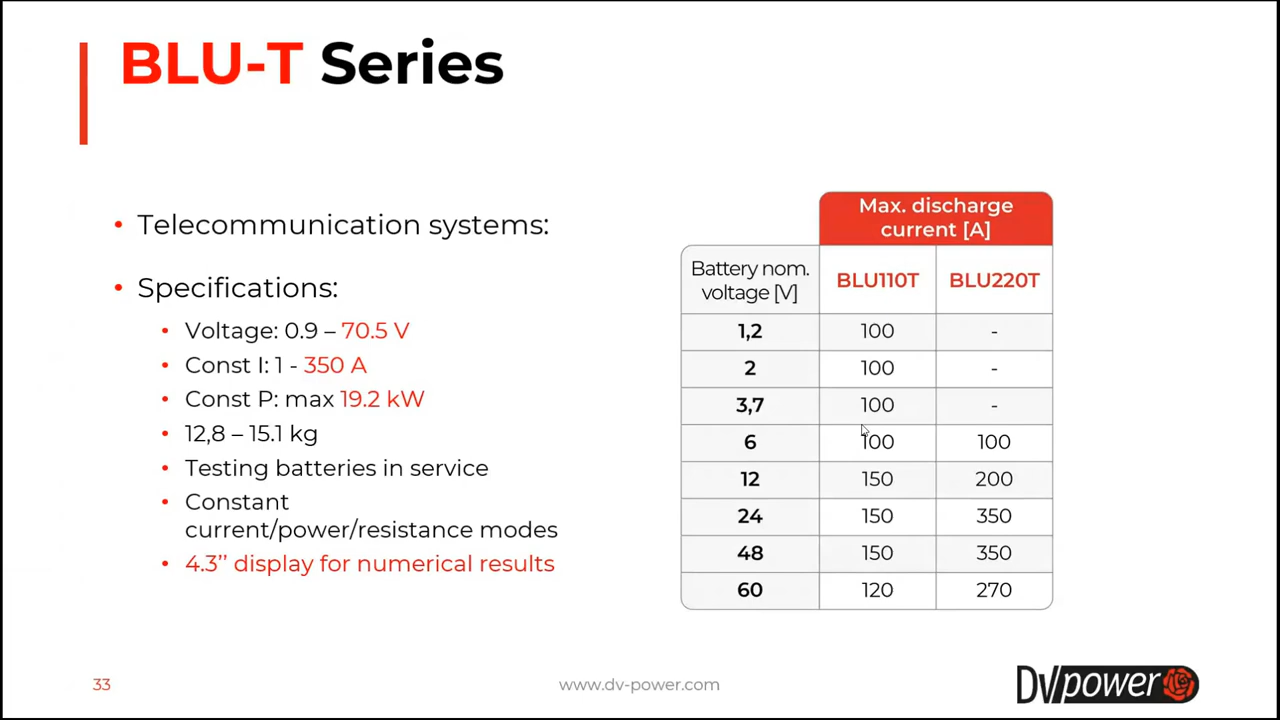 BLU-T Series
• Telecommunication systems:
• Specifications:
• Voltage: 0.9 – 70.5 V
• Const I: 1 - 350 A
• Const P: max 19.2 kW
• 12,8 – 15.1 kg
• Testing batteries in service
• Constant
current/power/resistance modes
• 4.3’’ display for numerical results
Max. discharge
current [A]
Battery nom.
voltage [V]
BLU110T BLU220T
1,2 100 -
2 100 -
3,7 100 -
6 100 100
12 150 200
24 150 350
48 150 350
60 120 270
33
www.dv-power.com
DV power